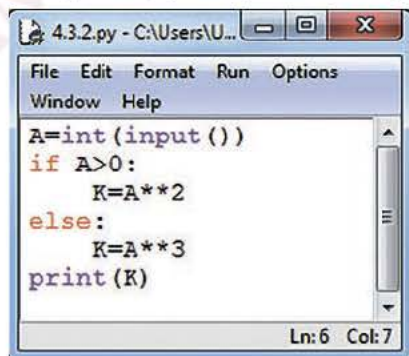 4.3.2.py - C:\Users\U...
File Edit Format Run Options
Window Help
A=int(input())
if A>0:
    K=A**2
else:
    K=A**3
print(K)
Ln: 6 Col: 7